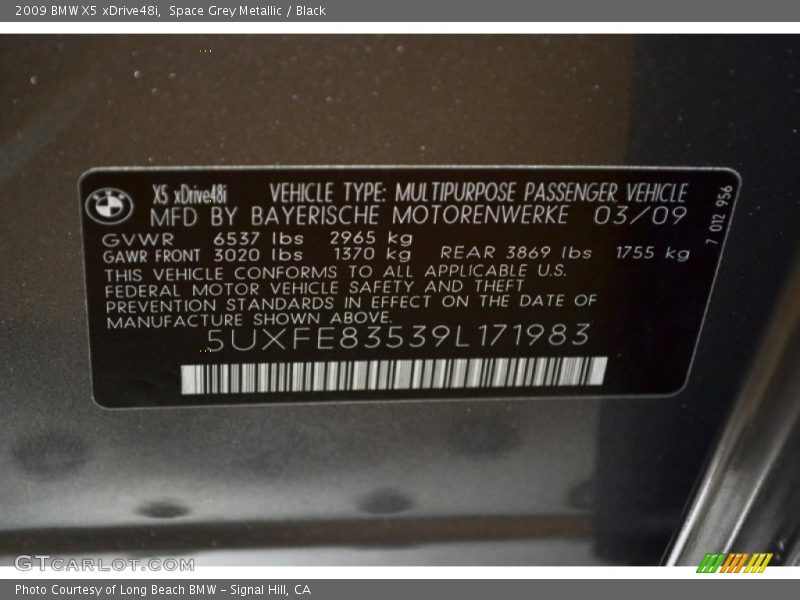 2009 BMW X5 xDrive48i, Space Grey Metallic / Black
X5 xDrive48i VEHICLE TYPE: MULTIPURPOSE PASSENGER VEHICLE
MFD BY BAYERISCHE MOTORENWERKE 03/09
GVWR 6537 lbs 2965 kg
GAWR FRONT 3020 lbs 1370 kg REAR 3869 lbs 1755 kg
THIS VEHICLE CONFORMS TO ALL APPLICABLE U.S.
FEDERAL MOTOR VEHICLE SAFETY AND THEFT
PREVENTION STANDARDS IN EFFECT ON THE DATE OF
MANUFACTURE SHOWN ABOVE.
5UXFE83539L171983
7 012 956
GTCARLOT.COM
Photo Courtesy of Long Beach BMW - Signal Hill, CA